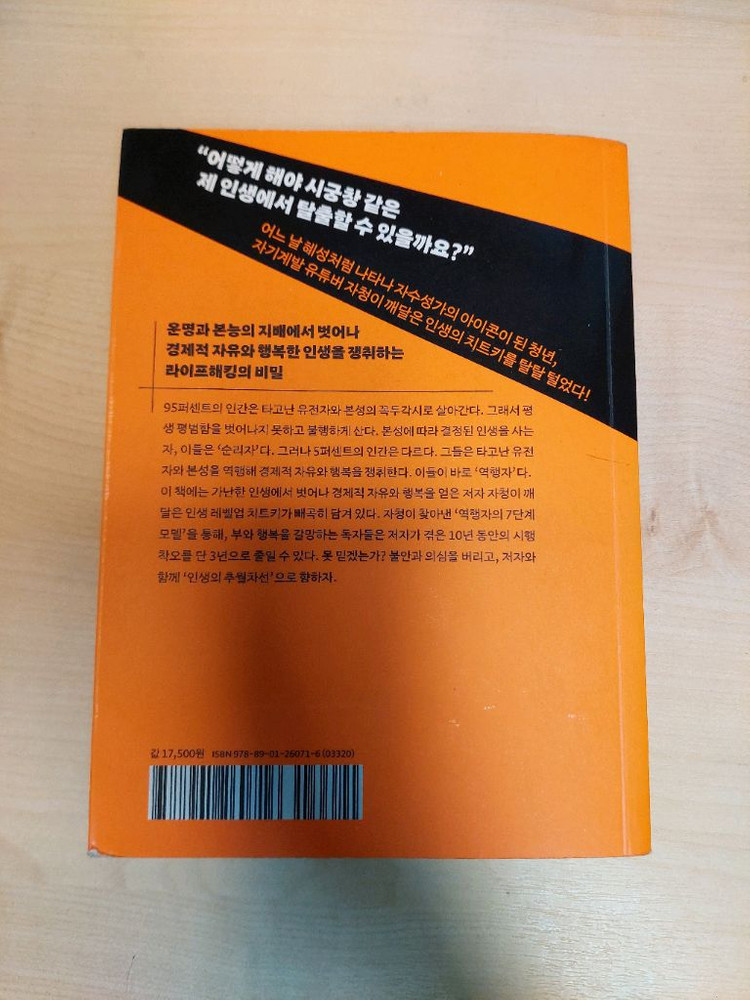 “어떻게 해야 시궁창 같은
제 인생에서 탈출할 수 있을까요?”
어느 날 혜성처럼 나타나 자수성가의 아이콘이 된 청년,
자기계발 유튜버 자청이 깨달은 인생의 치트키를 탈탈 털었다!
운명과 본능의 지배에서 벗어나
경제적 자유와 행복한 인생을 쟁취하는
라이프해킹의 비밀
95퍼센트의 인간은 타고난 유전자와 본성의 꼭두각시로 살아간다. 그래서 평
생 평범함을 벗어나지 못하고 불행하게 산다. 본성에 따라 결정된 인생을 사는
자, 이들은 ‘순리자’다. 그러나 5퍼센트의 인간은 다르다. 그들은 타고난 유전
자와 본성을 역행해 경제적 자유와 행복을 쟁취한다. 이들이 바로 ‘역행자’다.
이 책에는 가난한 인생에서 벗어나 경제적 자유와 행복을 얻은 저자 자청이 깨
달은 인생 레벨업 치트키가 빼곡히 담겨 있다. 자청이 찾아낸 ‘역행자의 7단계
모델’을 통해, 부와 행복을 갈망하는 독자들은 저자가 겪은 10년 동안의 시행
착오를 단 3년으로 줄일 수 있다. 못 믿겠는가? 불안과 의심을 버리고, 저자와
함께 ‘인생의 추월차선’으로 향하자.
값 17,500원 ISBN 978-89-01-26071-6 (03320)